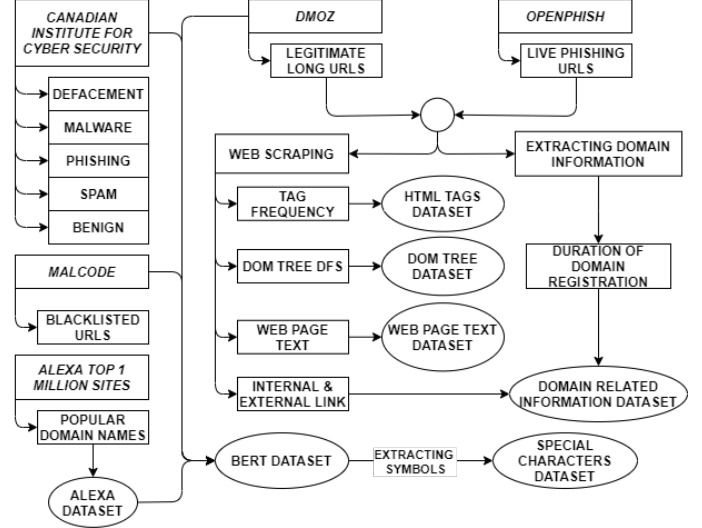 CANADIAN
INSTITUTE FOR
CYBER SECURITY
DEFACEMENT
MALWARE
PHISHING
SPAM
BENIGN
MALCODE
BLACKLISTED
URLS
ALEXA TOP 1
MILLION SITES
POPULAR
DOMAIN NAMES
ALEXA
DATASET
DMOZ
LEGITIMATE
LONG URLS
OPENPHISH
LIVE PHISHING
URLS
WEB SCRAPING
TAG
FREQUENCY
HTML TAGS
DATASET
DOM TREE DFS
DOM TREE
DATASET
WEB PAGE
TEXT
WEB PAGE TEXT
DATASET
INTERNAL &
EXTERNAL LINK
EXTRACTING DOMAIN
INFORMATION
DURATION OF
DOMAIN
REGISTRATION
DOMAIN RELATED
INFORMATION DATASET
BERT DATASET
EXTRACTING
SYMBOLS
SPECIAL
CHARACTERS
DATASET